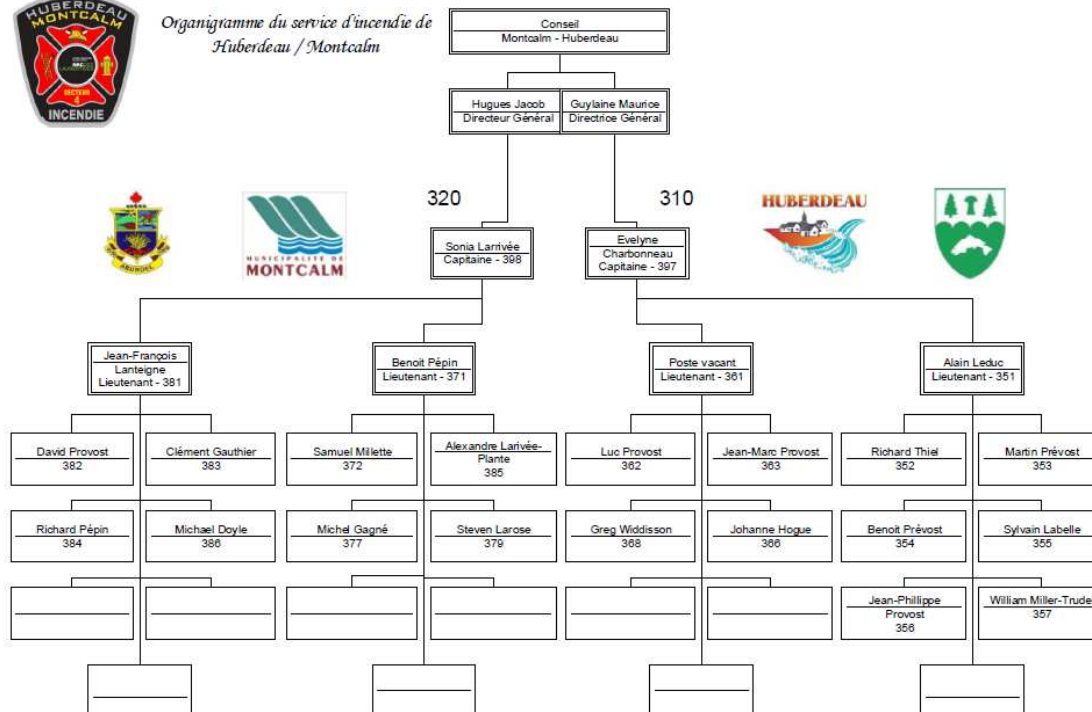 HUBERDEAU
MONTCALM
SECTEUR
4
INCENDIE
Organigramme du service d'incendie de
Huberdeau / Montcalm
Conseil
Montcalm - Huberdeau
Hugues Jacob
Directeur Général
Guylaine Maurice
Directrice Général
320
310
ARUNDEL
MUNICIPALITÉ DE
MONTCALM
HUBERDEAU
Sonia Larrivée
Capitaine - 398
Evelyne
Charbonneau
Capitaine - 397
Jean-François
Lanteigne
Lieutenant - 381
Benoit Pépin
Lieutenant - 371
Poste vacant
Lieutenant - 361
Alain Leduc
Lieutenant - 351
David Provost
382
Clément Gauthier
383
Samuel Millette
372
Alexandre Larivée-
Plante
385
Luc Provost
362
Jean-Marc Provost
363
Richard Thiel
352
Martin Prévost
353
Richard Pépin
384
Michael Doyle
386
Michel Gagné
377
Steven Larose
379
Greg Widdisson
368
Johanne Hogue
366
Benoit Prévost
354
Sylvain Labelle
355
Jean-Phillippe
Provost
356
William Miller-Trude
357